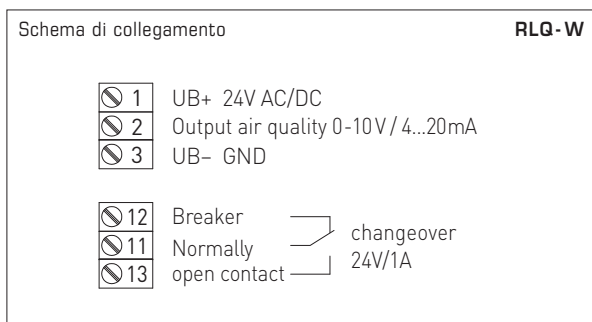 Schema di collegamento RLQ-W
1 UB+ 24V AC/DC
2 Output air quality 0-10V / 4...20mA
3 UB– GND
12 Breaker
changeover
11 Normally
24V/1A
13 open contact